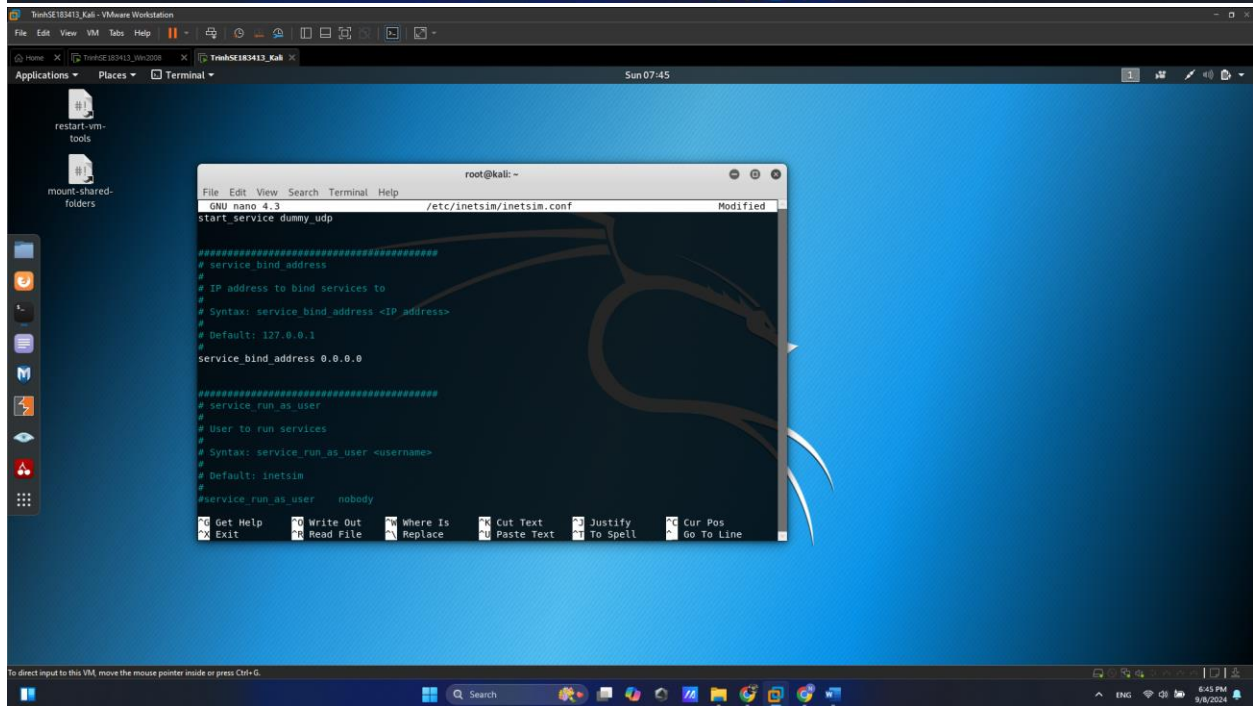 TrinhSE183413_Kali - VMware Workstation
File Edit View VM Tabs Help
Home TrinhSE183413_Win2008 TrinhSE183413_Kali
Applications Places Terminal Sun 07:45 1
restart-vm-
tools
mount-shared-
folders
root@kali: ~
File Edit View Search Terminal Help
GNU nano 4.3 /etc/inetsim/inetsim.conf Modified
start_service dummy_udp
#########################################
# service_bind_address
#
# IP address to bind services to
#
# Syntax: service_bind_address <IP address>
#
# Default: 127.0.0.1
#
service_bind_address 0.0.0.0
#########################################
# service_run_as_user
#
# User to run services
#
# Syntax: service_run_as_user <username>
#
# Default: inetsim
#
#service_run_as_user nobody
^G Get Help ^O Write Out ^W Where Is ^K Cut Text ^J Justify ^C Cur Pos
^X Exit ^R Read File ^\ Replace ^U Paste Text ^T To Spell ^_ Go To Line
To direct input to this VM, move the mouse pointer inside or press Ctrl+G.
Search
ENG 6:45 PM
9/8/2024